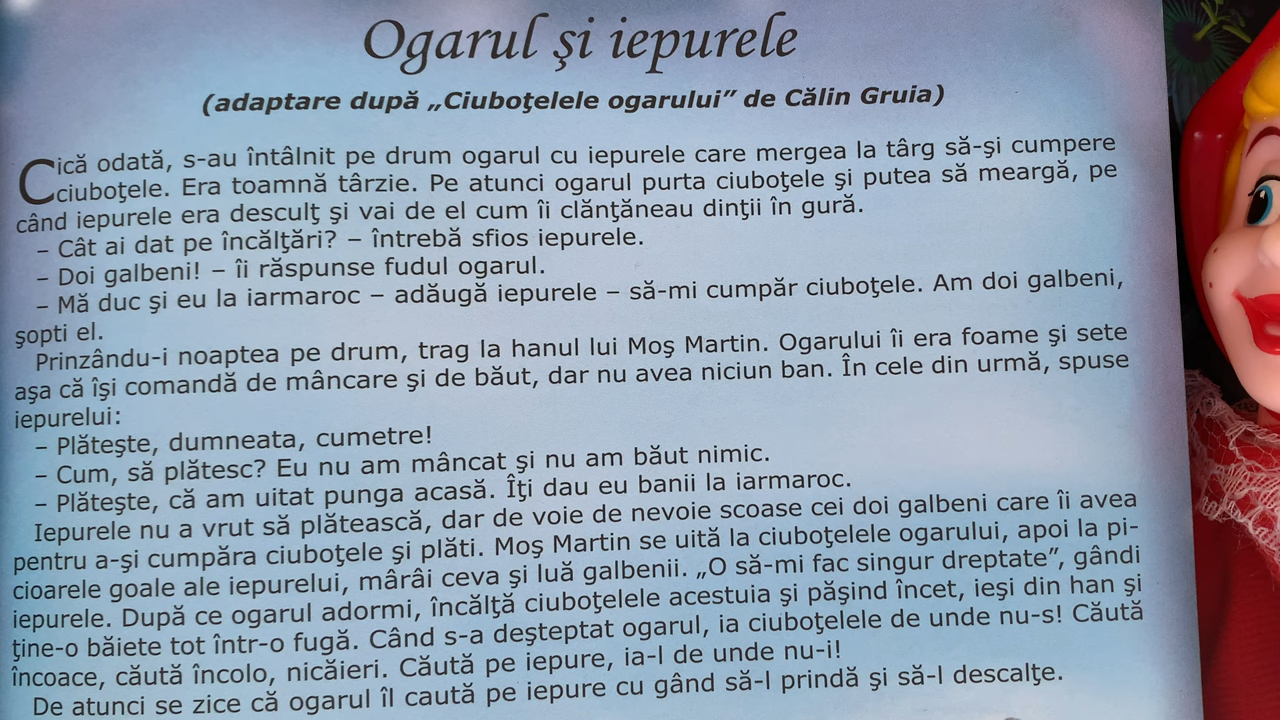 Ogarul şi iepurele
(adaptare după „Ciuboţelele ogarului” de Călin Gruia)
Cică odată, s-au întâlnit pe drum ogarul cu iepurele care mergea la târg să-şi cumpere
ciuboţele. Era toamnă târzie. Pe atunci ogarul purta ciuboţele şi putea să meargă, pe
când iepurele era desculţ şi vai de el cum îi clănţăneau dinţii în gură.
– Cât ai dat pe încălţări? – întrebă sfios iepurele.
– Doi galbeni! – îi răspunse fudul ogarul.
– Mă duc şi eu la iarmaroc – adăugă iepurele – să-mi cumpăr ciuboţele. Am doi galbeni,
şopti el.
Prinzându-i noaptea pe drum, trag la hanul lui Moş Martin. Ogarului îi era foame şi sete
aşa că îşi comandă de mâncare şi de băut, dar nu avea niciun ban. În cele din urmă, spuse
iepurelui:
– Plăteşte, dumneata, cumetre!
– Cum, să plătesc? Eu nu am mâncat şi nu am băut nimic.
– Plăteşte, că am uitat punga acasă. Îţi dau eu banii la iarmaroc.
Iepurele nu a vrut să plătească, dar de voie de nevoie scoase cei doi galbeni care îi avea
pentru a-şi cumpăra ciuboţele şi plăti. Moş Martin se uită la ciuboţelele ogarului, apoi la pi-
cioarele goale ale iepurelui, mârâi ceva şi luă galbenii. „O să-mi fac singur dreptate”, gândi
iepurele. După ce ogarul adormi, încălţă ciuboţelele acestuia şi păşind încet, ieşi din han şi
ţine-o băiete tot într-o fugă. Când s-a deşteptat ogarul, ia ciuboţelele de unde nu-s! Căută
încoace, căută încolo, nicăieri. Căută pe iepure, ia-l de unde nu-i!
De atunci se zice că ogarul îl caută pe iepure cu gând să-l prindă şi să-l descalţe.